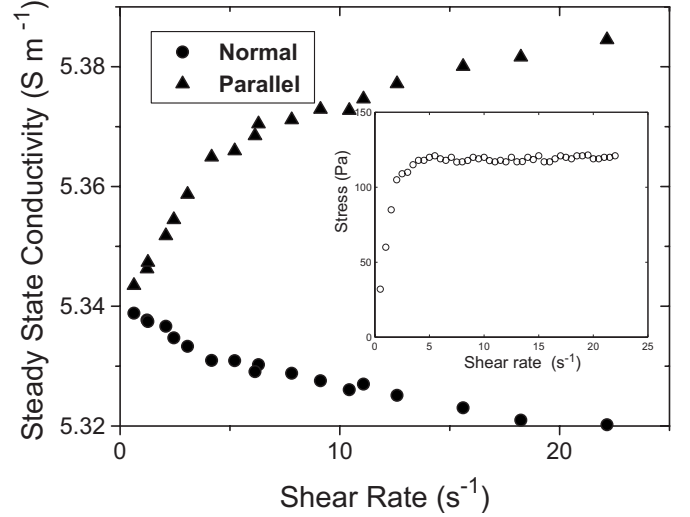 Steady State Conductivity (S m⁻¹)
5.38
5.36
5.34
5.32
Normal
Parallel
Stress (Pa)
150
100
50
0
0 5 10 15 20 25
Shear rate (s⁻¹)
0 10 20
Shear Rate (s⁻¹)